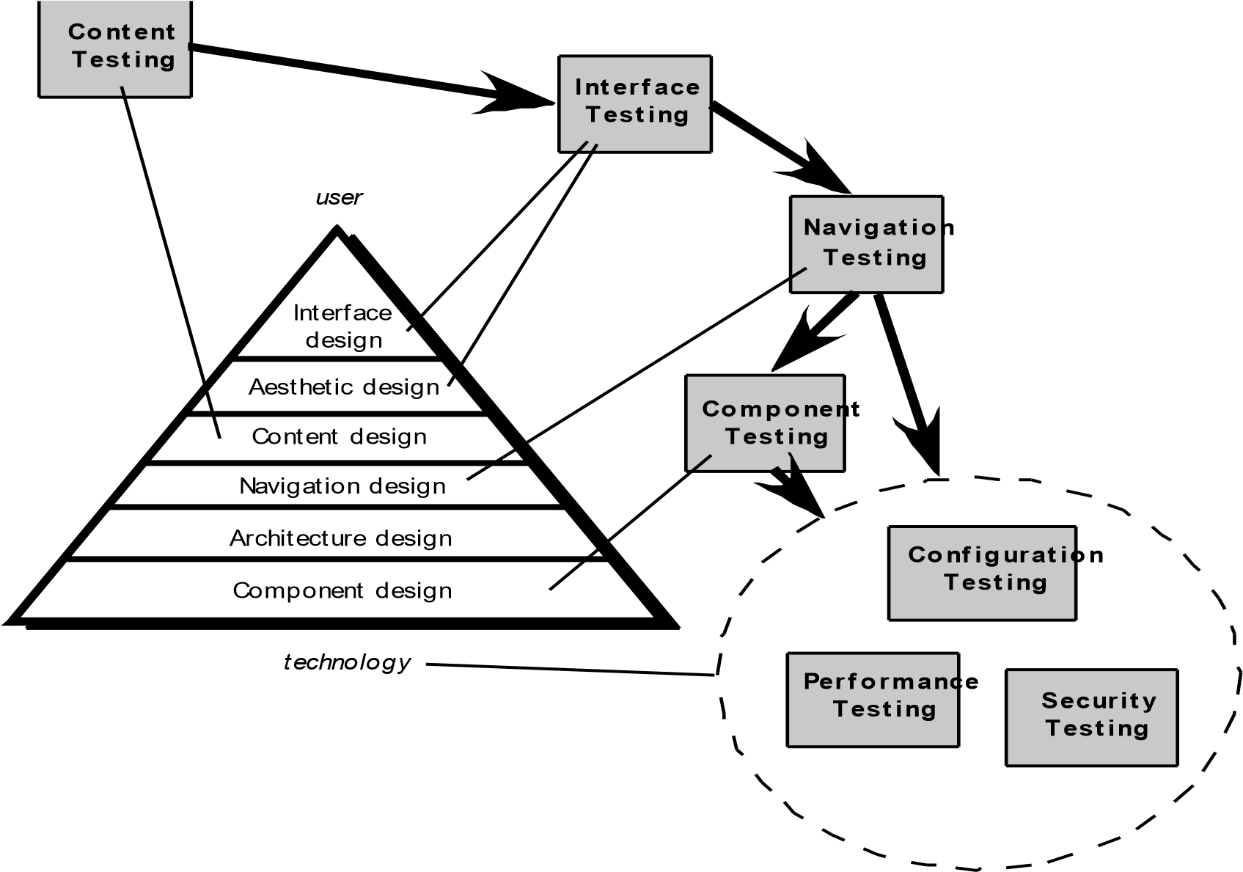 Content
Testing
Interface
Testing
user
Navigation
Testing
Interface
design
Aesthetic design
Content design
Navigation design
Architecture design
Component design
technology
Component
Testing
Configuration
Testing
Performance
Testing
Security
Testing